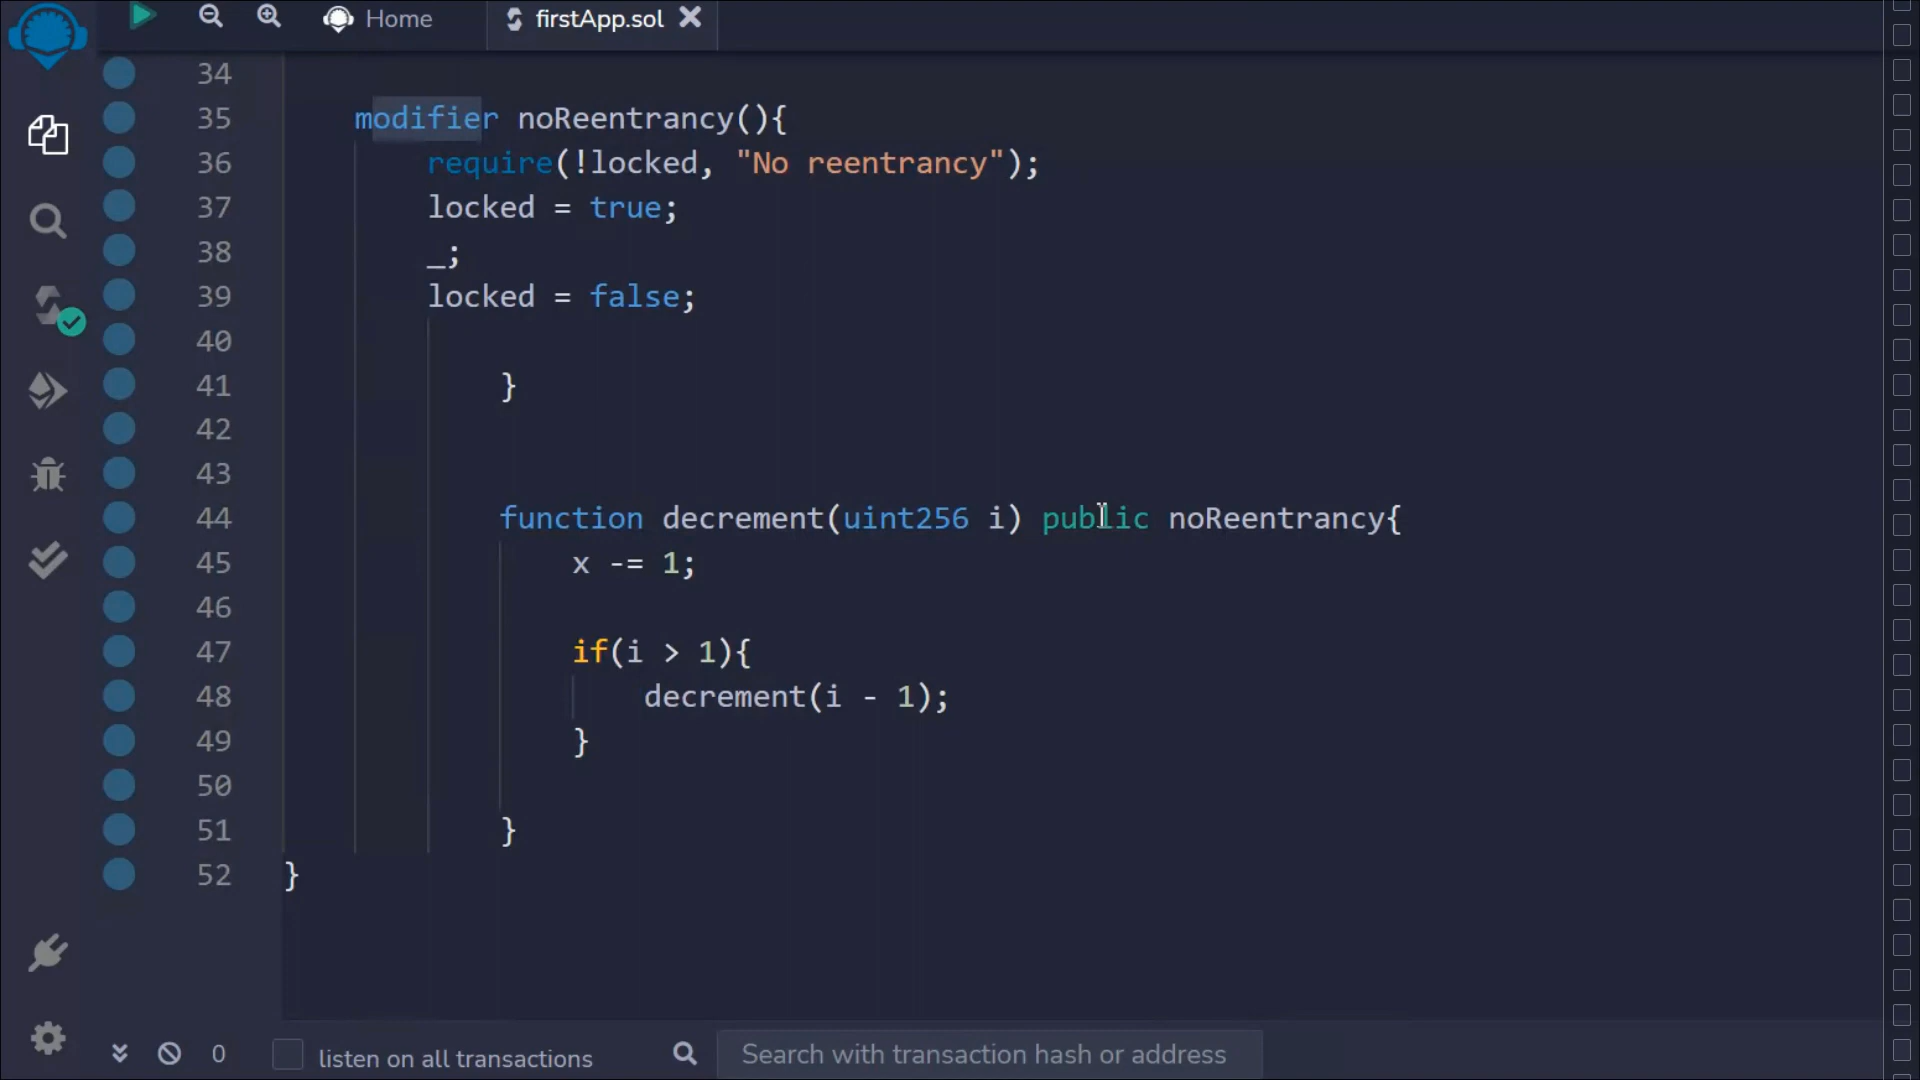 Home
firstApp.sol
34
35 modifier noReentrancy(){
36 require(!locked, "No reentrancy");
37 locked = true;
38 _;
39 locked = false;
40
41 }
42
43
44 function decrement(uint256 i) public noReentrancy{
45 x -= 1;
46
47 if(i > 1){
48 decrement(i - 1);
49 }
50
51 }
52 }
0 listen on all transactions Search with transaction hash or address